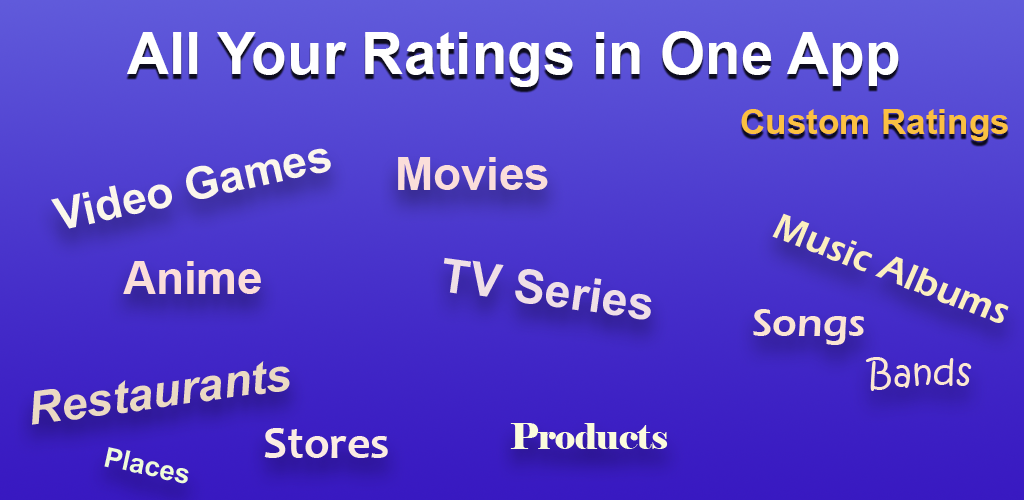 All Your Ratings in One App
Custom Ratings
Video Games
Movies
Music Albums
Anime
TV Series
Songs
Bands
Restaurants
Stores
Products
Places